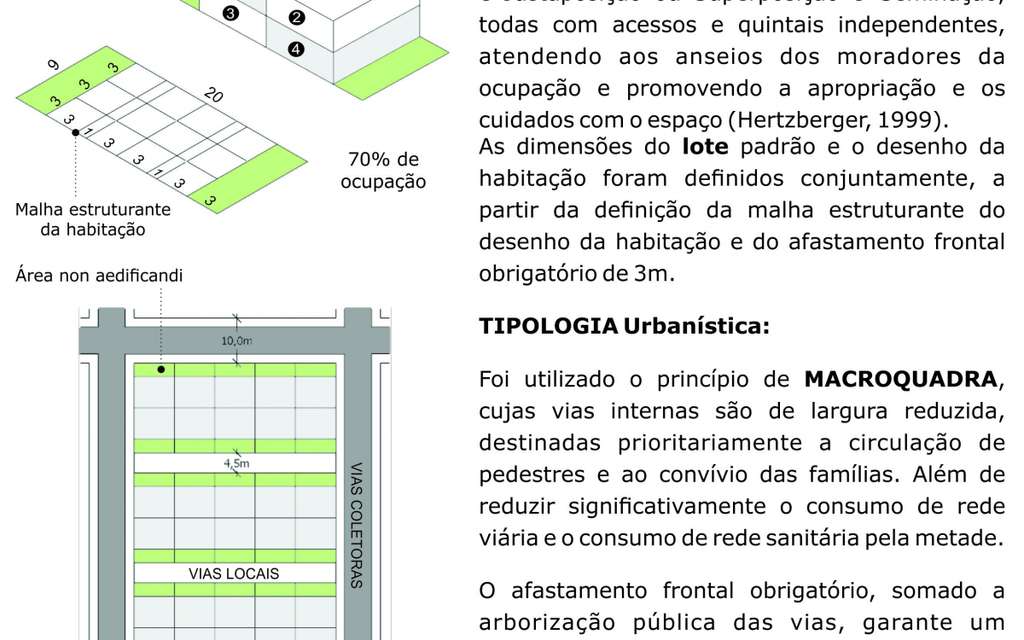 3
2
4
9
20
3
3
3
3
1
3
3
1
3
3
70% de
ocupação
Malha estruturante
da habitação
Área non aedificandi
10,0m
4,5m
VIAS COLETORAS
VIAS LOCAIS
todas com acessos e quintais independentes,
atendendo aos anseios dos moradores da
ocupação e promovendo a apropriação e os
cuidados com o espaço (Hertzberger, 1999).
As dimensões do lote padrão e o desenho da
habitação foram definidos conjuntamente, a
partir da definição da malha estruturante do
desenho da habitação e do afastamento frontal
obrigatório de 3m.
TIPOLOGIA Urbanística:
Foi utilizado o princípio de MACROQUADRA,
cujas vias internas são de largura reduzida,
destinadas prioritariamente a circulação de
pedestres e ao convívio das famílias. Além de
reduzir significativamente o consumo de rede
viária e o consumo de rede sanitária pela metade.
O afastamento frontal obrigatório, somado a
arborização pública das vias, garante um